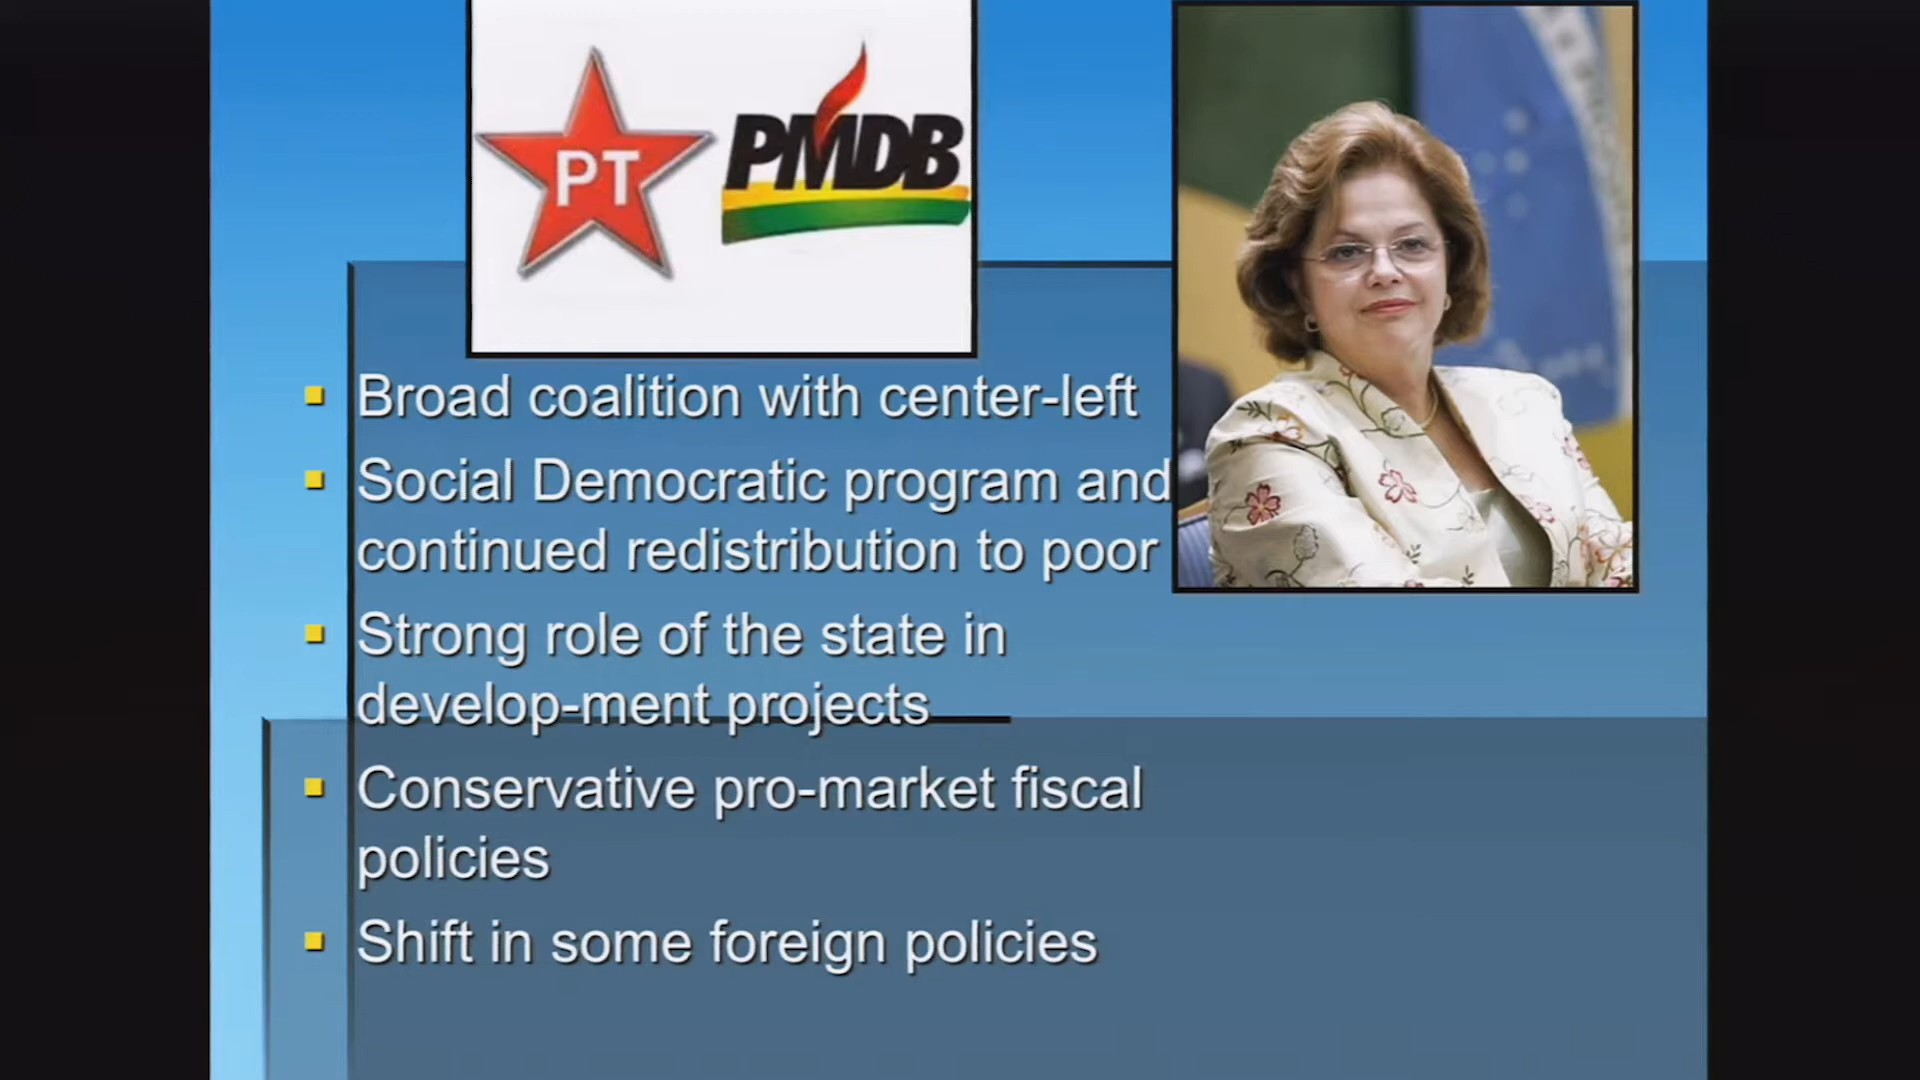 PT
PMDB
Broad coalition with center-left
Social Democratic program and
continued redistribution to poor
Strong role of the state in
develop-ment projects
Conservative pro-market fiscal
policies
Shift in some foreign policies